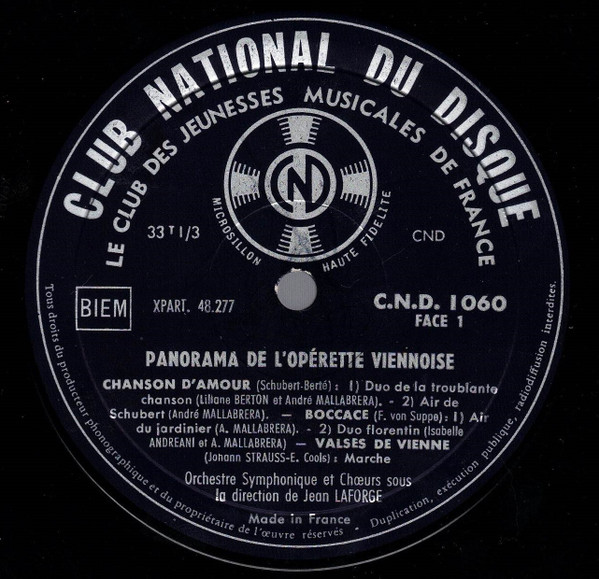 CLUB NATIONAL DU DISQUE
LE CLUB DES JEUNESSES MUSICALES DE FRANCE
N
MICROSILLON
HAUTE FIDELITE
33 T 1/3
CND
BIEM
XPART. 48.277
C.N.D. 1060
FACE 1
PANORAMA DE L'OPÉRETTE VIENNOISE
CHANSON D'AMOUR (Schubert-Berté) : 1) Duo de la troublante
chanson (Liliane BERTON et André MALLABRERA). - 2) Air de
Schubert (André MALLABRERA). — BOCCACE (F. von Suppe) : 1) Air
du jardinier (A. MALLABRERA). - 2) Duo florentin (Isabelle
ANDREANI et A. MALLABRERA) — VALSES DE VIENNE
(Johann STRAUSS-E. Cools) : Marche
Orchestre Symphonique et Chœurs sous
la direction de Jean LAFORGE
Made in France
Tous droits du producteur phonographique et du propriétaire de l'œuvre réservés - Duplication, exécution publique, radiodiffusion interdites.